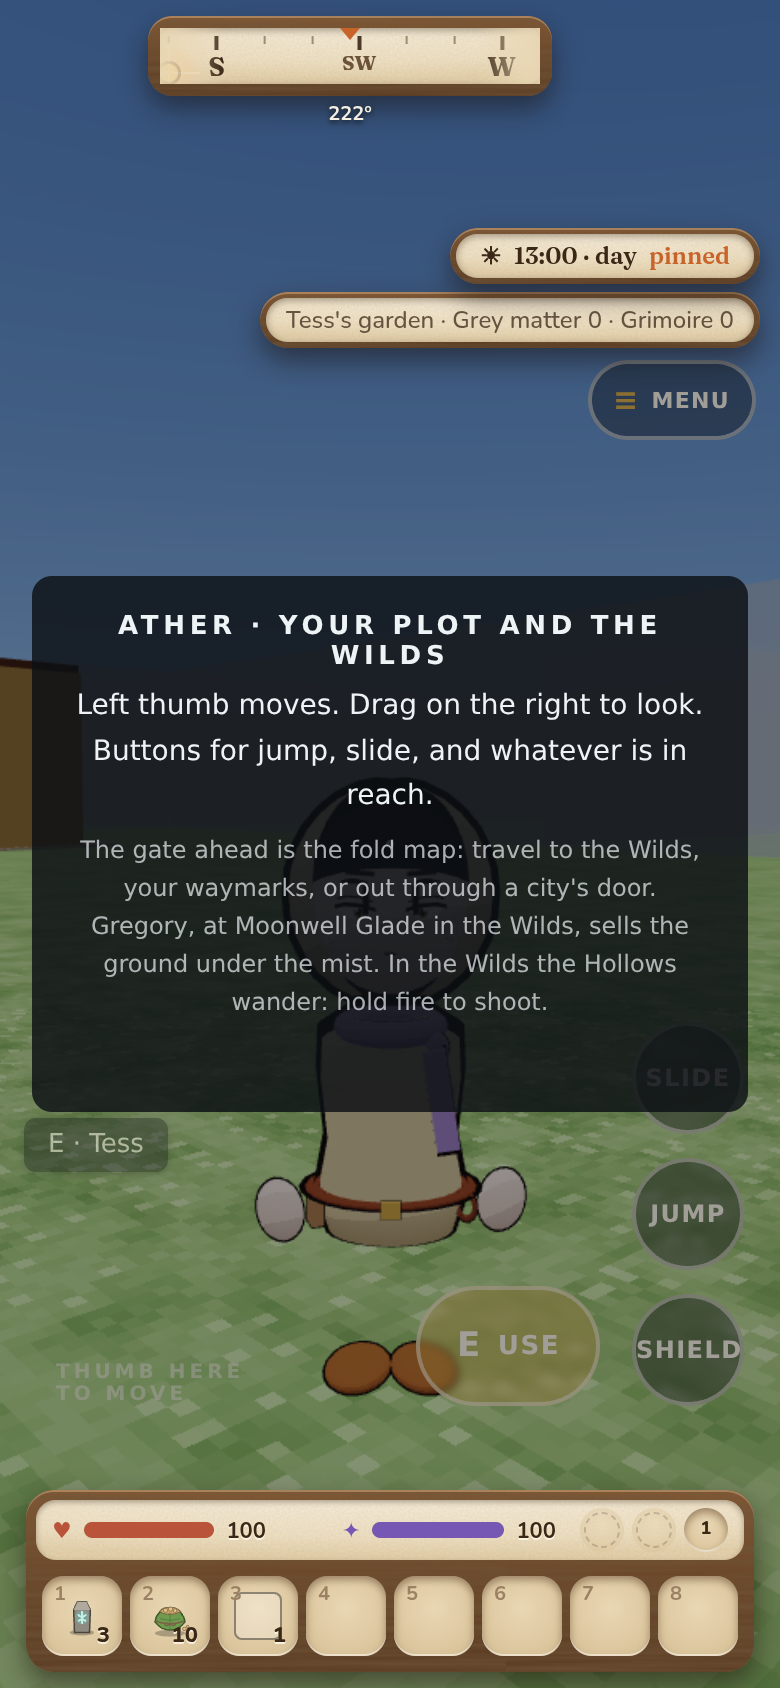 S SW W
222°
13:00 · day pinned
Tess's garden · Grey matter 0 · Grimoire 0
MENU
ATHER · YOUR PLOT AND THE
WILDS
Left thumb moves. Drag on the right to look.
Buttons for jump, slide, and whatever is in
reach.
The gate ahead is the fold map: travel to the Wilds,
your waymarks, or out through a city's door.
Gregory, at Moonwell Glade in the Wilds, sells the
ground under the mist. In the Wilds the Hollows
wander: hold fire to shoot.
SLIDE
E · Tess
JUMP
E USE
SHIELD
THUMB HERE
TO MOVE
100 100 1
1 2 3 4 5 6 7 8
3 10 1